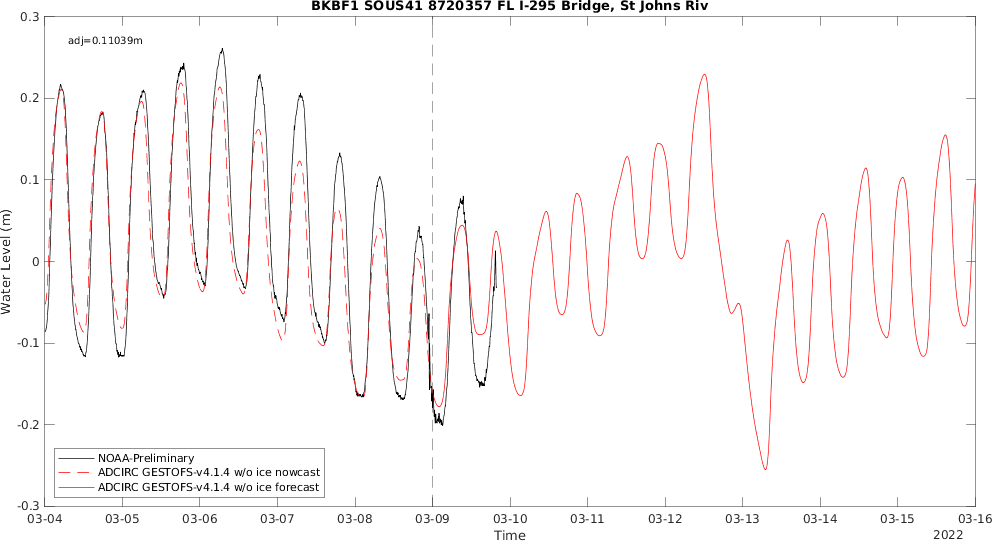 BKBF1 SOUS41 8720357 FL I-295 Bridge, St Johns Riv
adj=0.11039m
0.3
0.2
0.1
0
-0.1
-0.2
-0.3
Water Level (m)
NOAA-Preliminary
ADCIRC GESTOFS-v4.1.4 w/o ice nowcast
ADCIRC GESTOFS-v4.1.4 w/o ice forecast
03-04 03-05 03-06 03-07 03-08 03-09 03-10 03-11 03-12 03-13 03-14 03-15 03-16
Time
2022